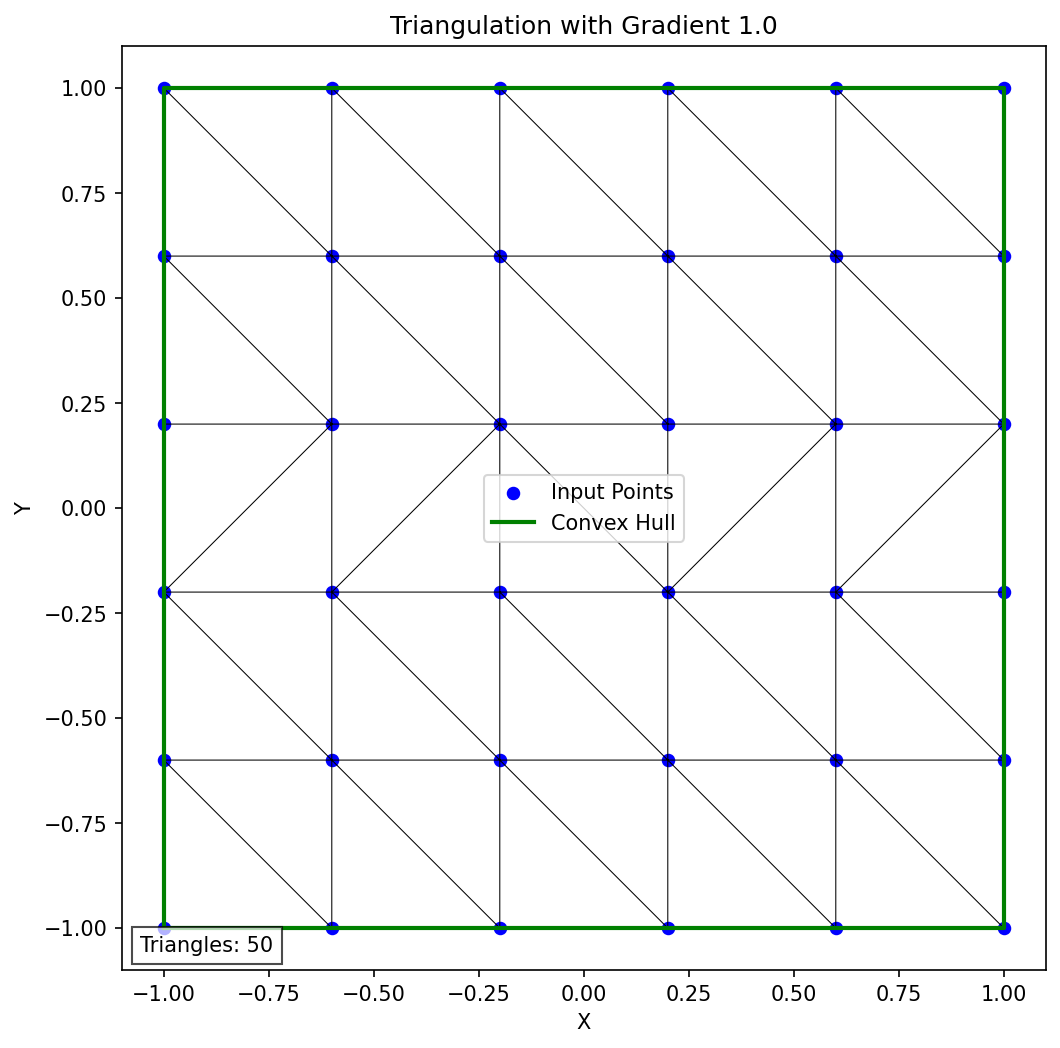 Triangulation with Gradient 1.0
1.00
0.75
0.50
0.25
0.00
−0.25
−0.50
−0.75
−1.00
Y
Input Points
Convex Hull
Triangles: 50
−1.00 −0.75 −0.50 −0.25 0.00 0.25 0.50 0.75 1.00
X